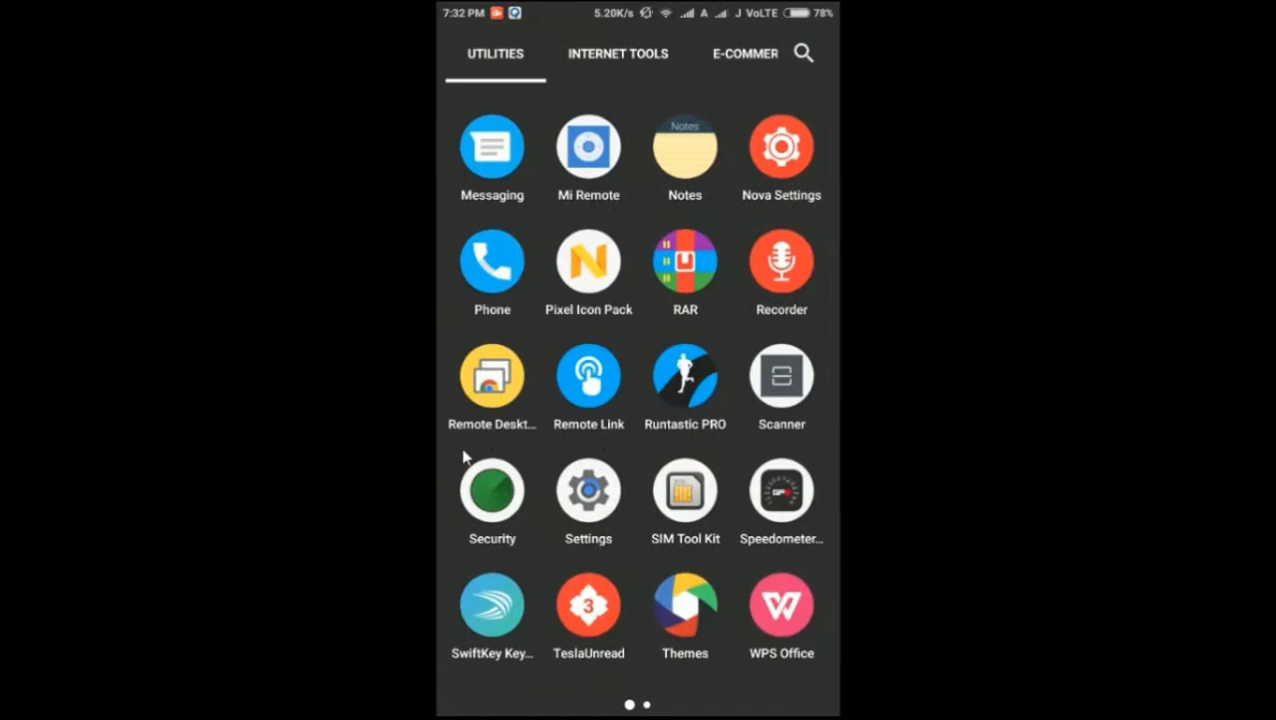 7:32 PM 5.20K/s A J VoLTE 78%
UTILITIES INTERNET TOOLS E-COMMER
Notes
Messaging Mi Remote Notes Nova Settings
Phone Pixel Icon Pack RAR Recorder
Remote Deskt... Remote Link Runtastic PRO Scanner
GPS
Security Settings SIM Tool Kit Speedometer...
3
SwiftKey Key... TeslaUnread Themes WPS Office